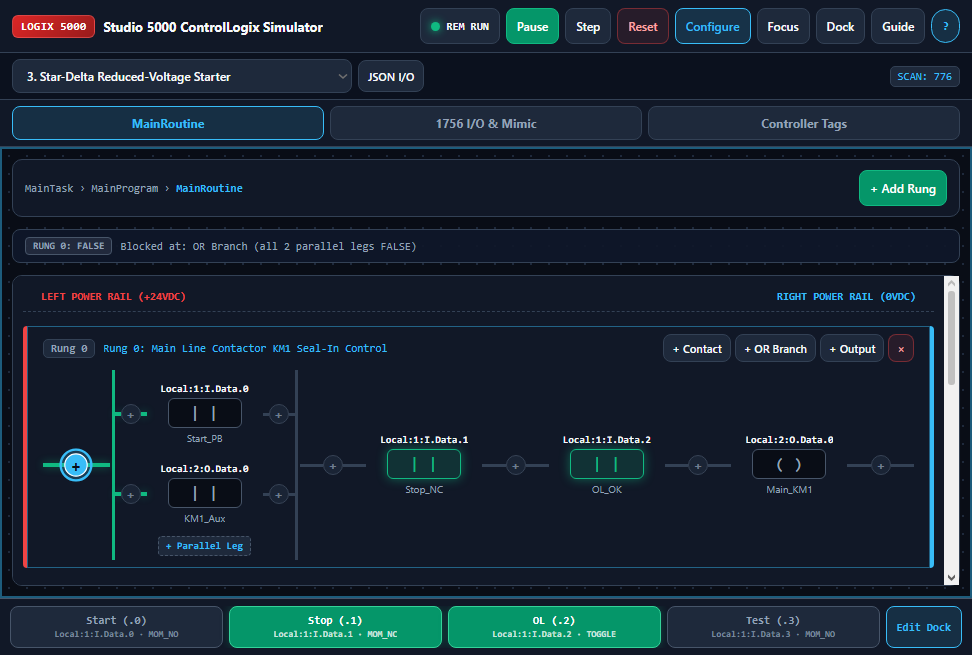 LOGIX 5000 Studio 5000 ControlLogix Simulator REM RUN Pause Step Reset Configure Focus Dock Guide ?
3. Star-Delta Reduced-Voltage Starter JSON I/O SCAN: 776
MainRoutine 1756 I/O & Mimic Controller Tags
MainTask › MainProgram › MainRoutine + Add Rung
RUNG 0: FALSE Blocked at: OR Branch (all 2 parallel legs FALSE)
LEFT POWER RAIL (+24VDC) RIGHT POWER RAIL (0VDC)
Rung 0 Rung 0: Main Line Contactor KM1 Seal-In Control + Contact + OR Branch + Output ×
Local:1:I.Data.0
Start_PB
Local:2:O.Data.0
KM1_Aux
+ Parallel Leg
Local:1:I.Data.1
Stop_NC
Local:1:I.Data.2
OL_OK
Local:2:O.Data.0
Main_KM1
Start (.0)
Local:1:I.Data.0 · MOM_NO
Stop (.1)
Local:1:I.Data.1 · MOM_NC
OL (.2)
Local:1:I.Data.2 · TOGGLE
Test (.3)
Local:1:I.Data.3 · MOM_NO
Edit Dock